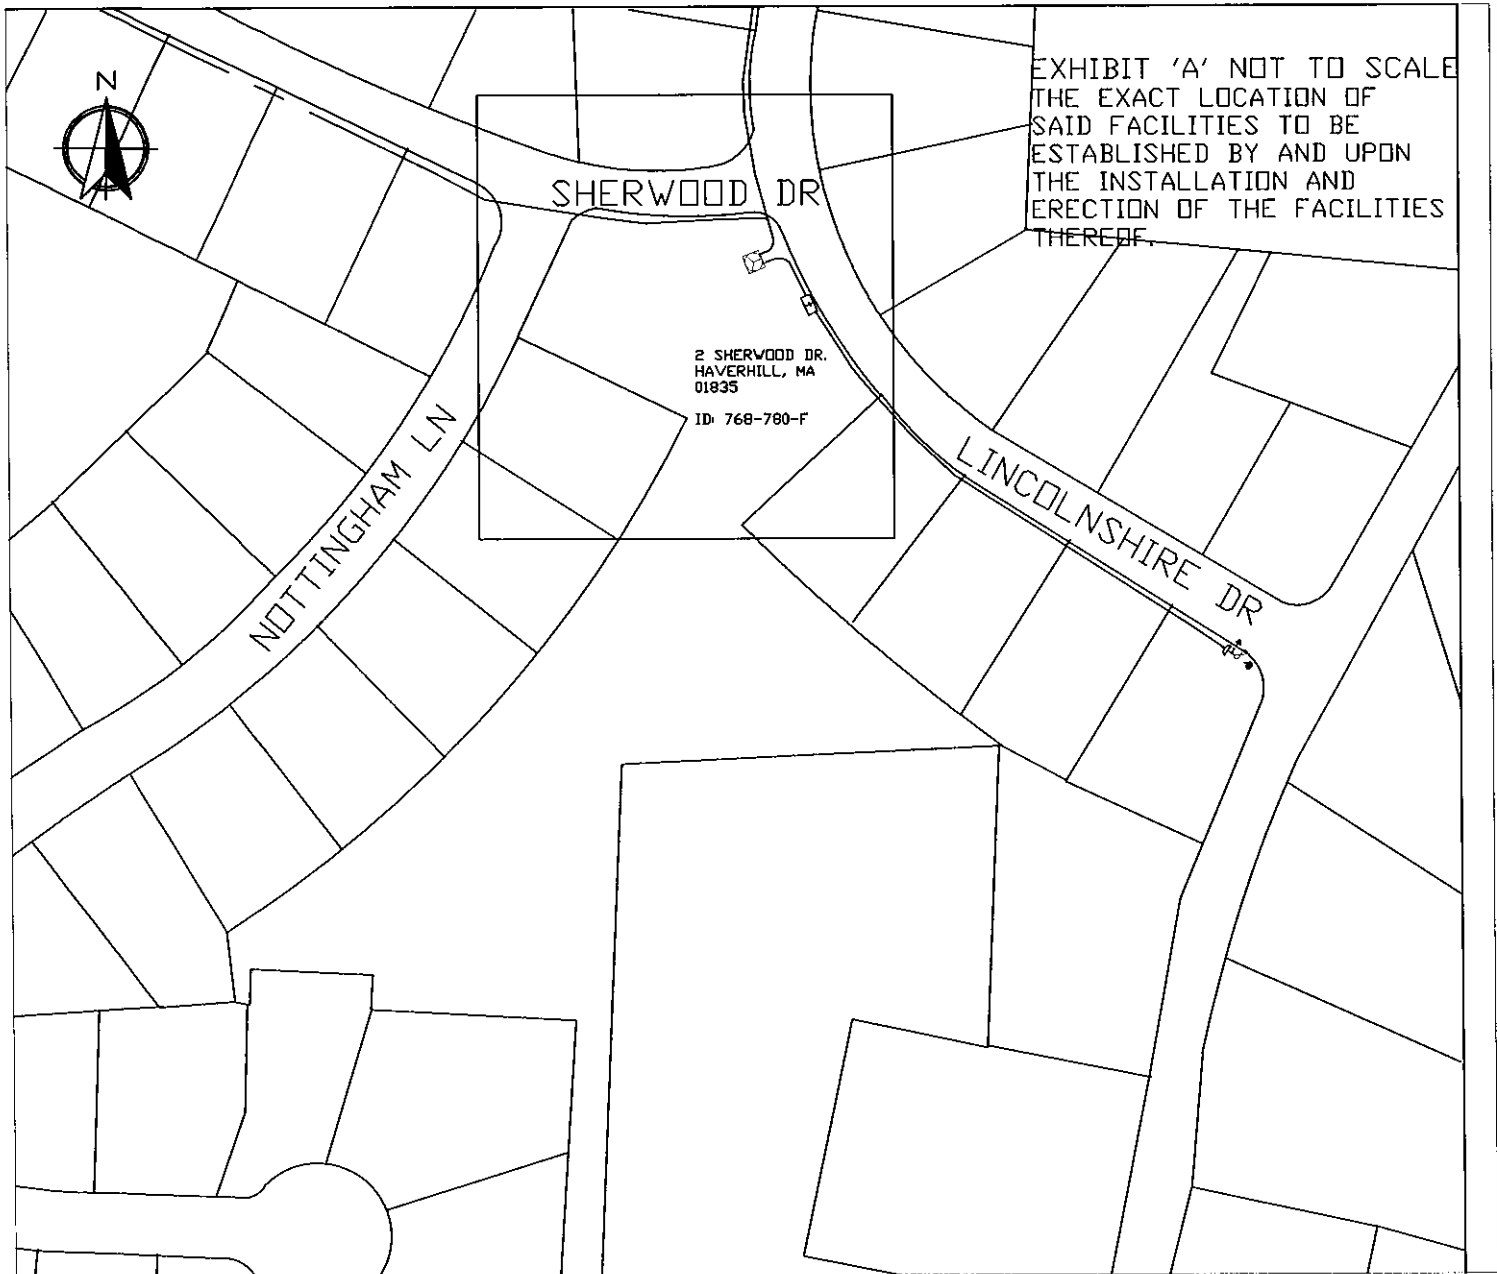 N
EXHIBIT 'A' NOT TO SCALE
THE EXACT LOCATION OF
SAID FACILITIES TO BE
ESTABLISHED BY AND UPON
THE INSTALLATION AND
ERECTION OF THE FACILITIES
THEREOF.
SHERWOOD DR
2 SHERWOOD DR.
HAVERHILL, MA
01835
ID: 768-780-F
NOTTINGHAM LN
LINCOLNSHIRE DR